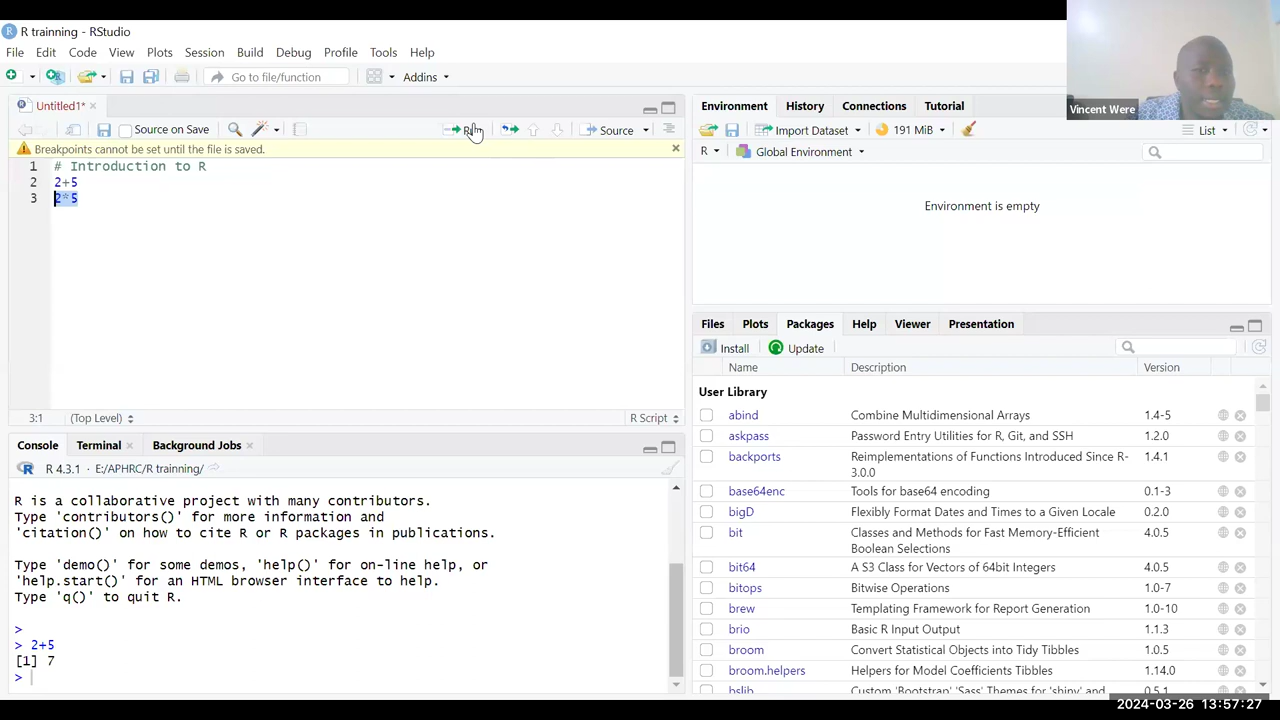 R trainning - RStudio
File Edit Code View Plots Session Build Debug Profile Tools Help
Go to file/function Addins
Untitled1*
Source on Save Source
Breakpoints cannot be set until the file is saved.
1 # Introduction to R
2 2+5
3 2*5
3:1 (Top Level) R Script
Console Terminal Background Jobs
R 4.3.1 · E:/APHRC/R trainning/
R is a collaborative project with many contributors.
Type 'contributors()' for more information and
'citation()' on how to cite R or R packages in publications.
Type 'demo()' for some demos, 'help()' for on-line help, or
'help.start()' for an HTML browser interface to help.
Type 'q()' to quit R.
>
> 2+5
[1] 7
>
Environment History Connections Tutorial
Import Dataset 191 MiB List
R Global Environment
Environment is empty
Files Plots Packages Help Viewer Presentation
Install Update
Name Description Version
User Library
abind Combine Multidimensional Arrays 1.4-5
askpass Password Entry Utilities for R, Git, and SSH 1.2.0
backports Reimplementations of Functions Introduced Since R- 1.4.1
3.0.0
base64enc Tools for base64 encoding 0.1-3
bigD Flexibly Format Dates and Times to a Given Locale 0.2.0
bit Classes and Methods for Fast Memory-Efficient 4.0.5
Boolean Selections
bit64 A S3 Class for Vectors of 64bit Integers 4.0.5
bitops Bitwise Operations 1.0-7
brew Templating Framework for Report Generation 1.0-10
brio Basic R Input Output 1.1.3
broom Convert Statistical Objects into Tidy Tibbles 1.0.5
broom.helpers Helpers for Model Coefficients Tibbles 1.14.0
bslib Custom 'Bootstrap' 'Sass' Themes for 'shiny' and 0.5.1
Vincent Were
2024-03-26 13:57:27